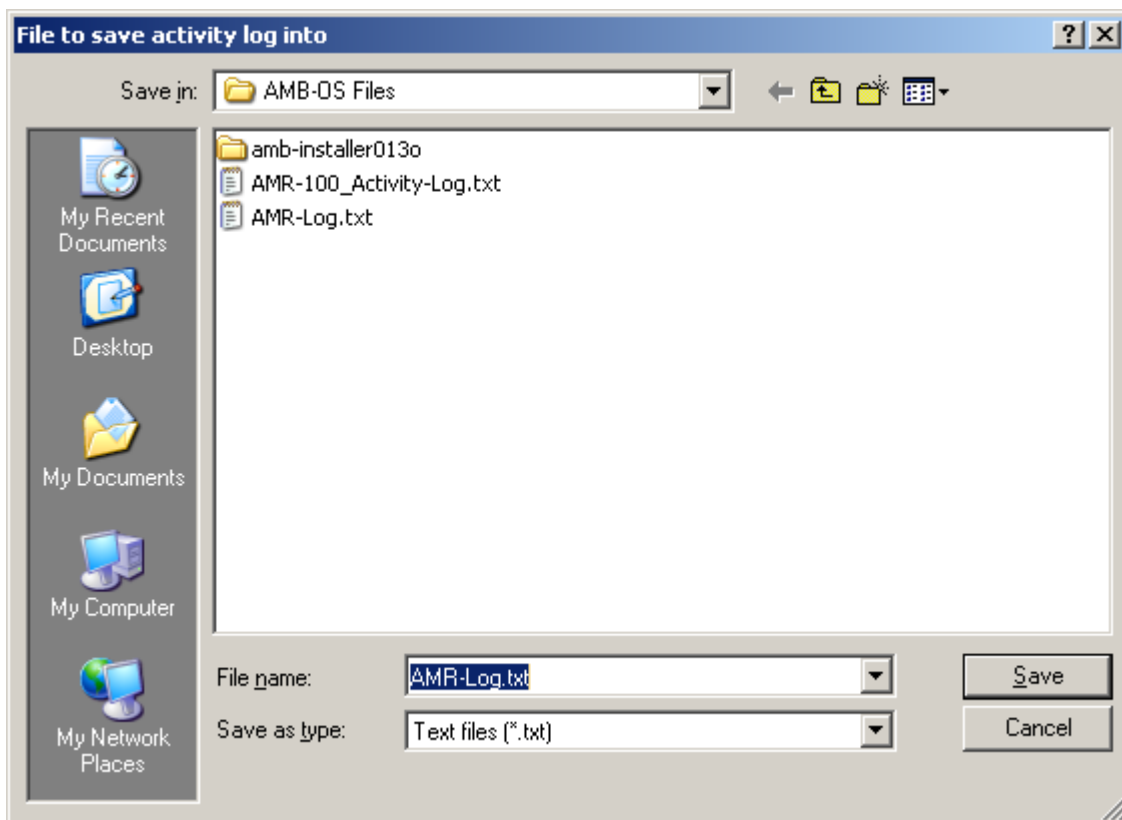 File to save activity log into
Save in: AMB-OS Files
amb-installer013o
AMR-100_Activity-Log.txt
AMR-Log.txt
My Recent
Documents
Desktop
My Documents
My Computer
My Network
Places
File name: AMR-Log.txt Save
Save as type: Text files (*.txt) Cancel